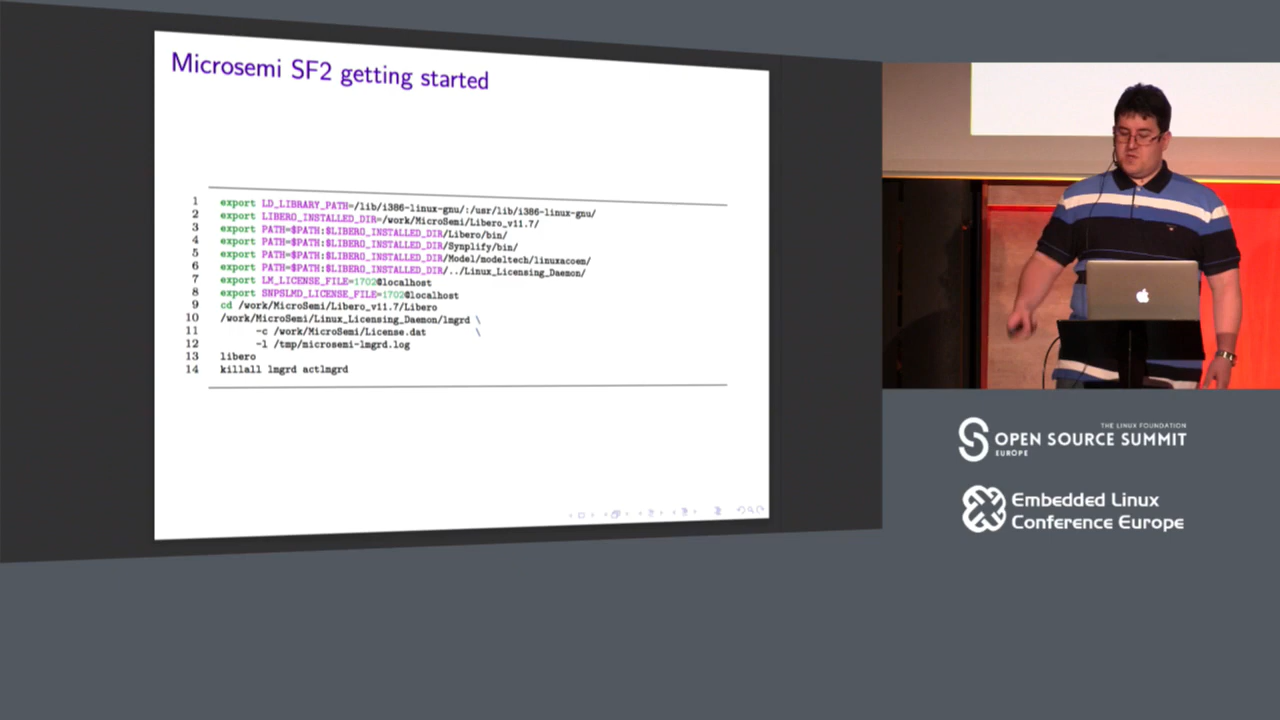 Microsemi SF2 getting started
1 export LD_LIBRARY_PATH=/lib/i386-linux-gnu/:/usr/lib/i386-linux-gnu/
2 export LIBERO_INSTALLED_DIR=/work/MicroSemi/Libero_v11.7/
3 export PATH=$PATH:$LIBERO_INSTALLED_DIR/Libero/bin/
4 export PATH=$PATH:$LIBERO_INSTALLED_DIR/Synplify/bin/
5 export PATH=$PATH:$LIBERO_INSTALLED_DIR/Model/modeltech/linuxacoem/
6 export PATH=$PATH:$LIBERO_INSTALLED_DIR/../Linux_Licensing_Daemon/
7 export LM_LICENSE_FILE=1702@localhost
8 export SNPSLMD_LICENSE_FILE=1702@localhost
9 cd /work/MicroSemi/Libero_v11.7/Libero
10 /work/MicroSemi/Linux_Licensing_Daemon/lmgrd \
11 -c /work/MicroSemi/License.dat \
12 -l /tmp/microsemi-lmgrd.log
13 libero
14 killall lmgrd actlmgrd
THE LINUX FOUNDATION
OPEN SOURCE SUMMIT
EUROPE
Embedded Linux
Conference Europe